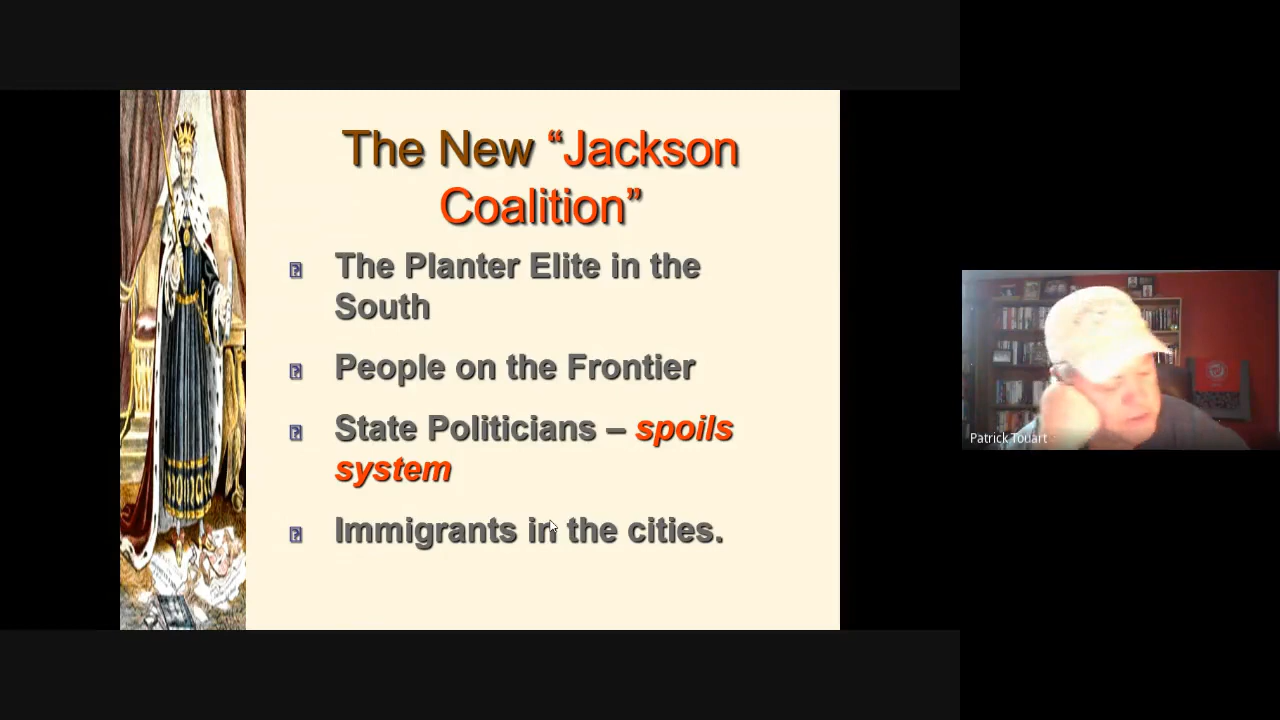 The New “Jackson
Coalition”
The Planter Elite in the
South
People on the Frontier
State Politicians – spoils
system
Immigrants in the cities.
Patrick Touart